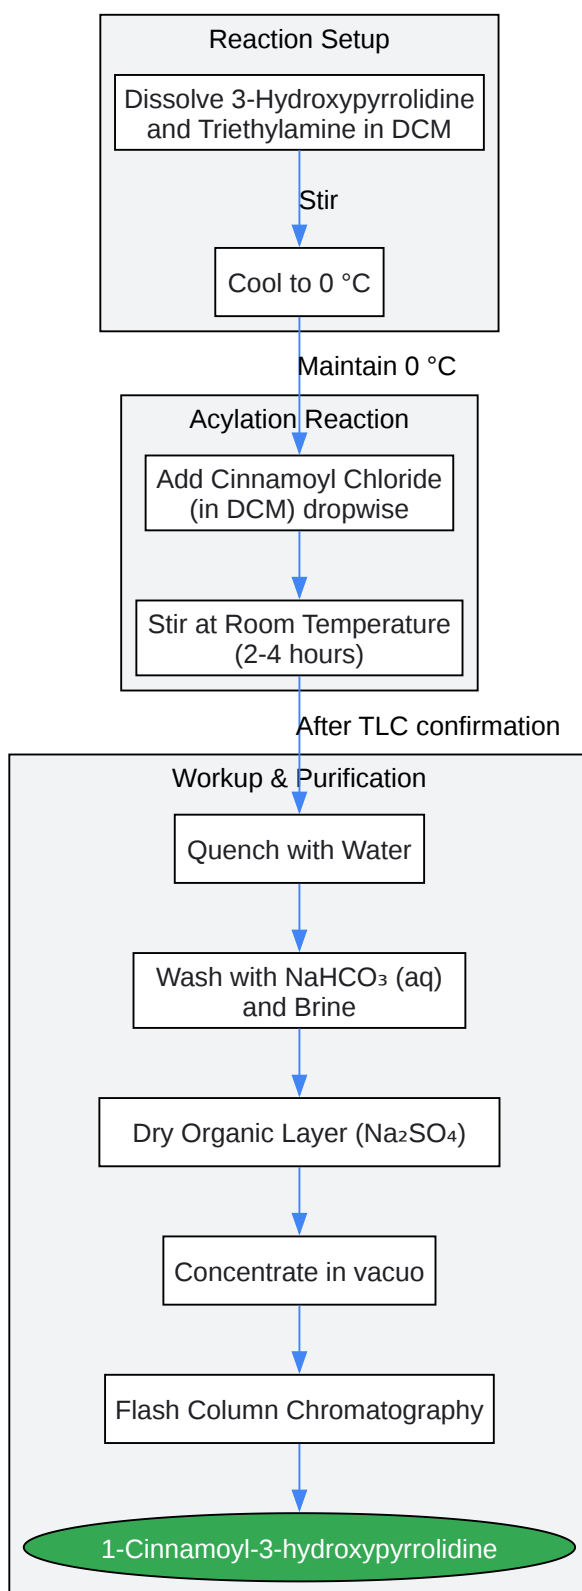 Reaction Setup
Dissolve 3-Hydroxypyrrolidine
and Triethylamine in DCM
Stir
Cool to 0 °C
Maintain 0 °C
Acylation Reaction
Add Cinnamoyl Chloride
(in DCM) dropwise
Stir at Room Temperature
(2-4 hours)
After TLC confirmation
Workup & Purification
Quench with Water
Wash with NaHCO₃ (aq)
and Brine
Dry Organic Layer (Na₂SO₄)
Concentrate in vacuo
Flash Column Chromatography
1-Cinnamoyl-3-hydroxypyrrolidine